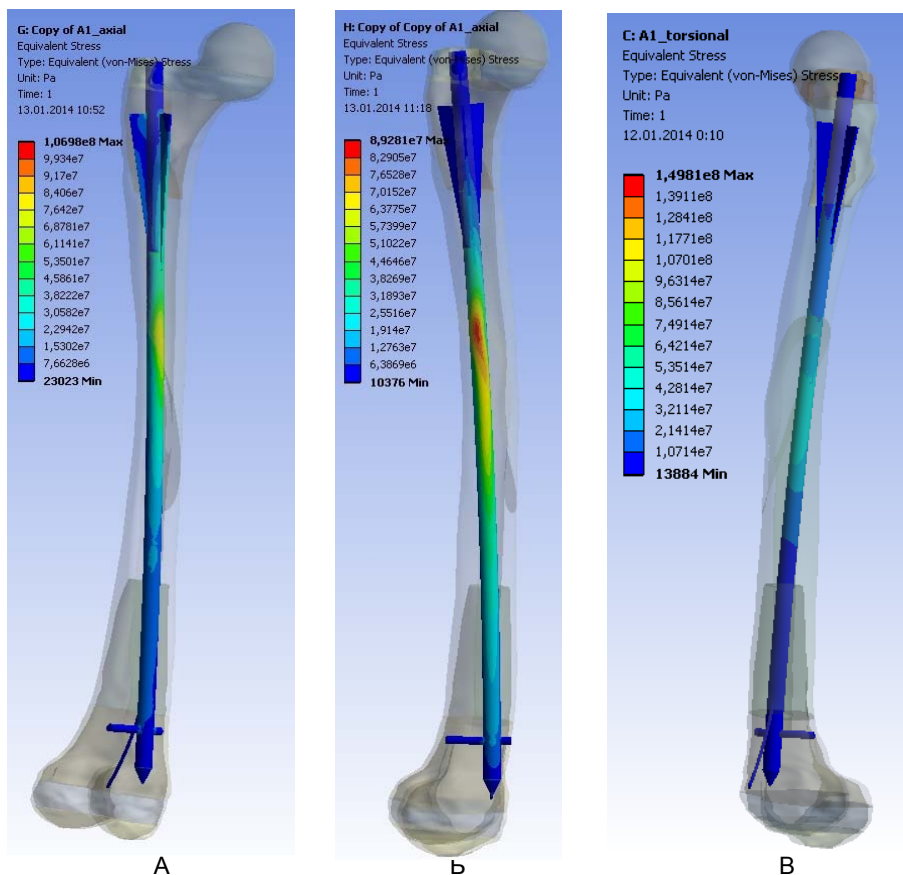 G: Copy of A1_axial
Equivalent Stress
Type: Equivalent (von-Mises) Stress
Unit: Pa
Time: 1
13.01.2014 10:52
1,0698e8 Max
9,934e7
9,17e7
8,406e7
7,642e7
6,8781e7
6,1141e7
5,3501e7
4,5861e7
3,8222e7
3,0582e7
2,2942e7
1,5302e7
7,6628e6
23023 Min
H: Copy of Copy of A1_axial
Equivalent Stress
Type: Equivalent (von-Mises) Stress
Unit: Pa
Time: 1
13.01.2014 11:18
8,9281e7 Max
8,2905e7
7,6528e7
7,0152e7
6,3775e7
5,7399e7
5,1022e7
4,4646e7
3,8269e7
3,1893e7
2,5516e7
1,914e7
1,2763e7
6,3869e6
10376 Min
C: A1_torsional
Equivalent Stress
Type: Equivalent (von-Mises) Stress
Unit: Pa
Time: 1
12.01.2014 0:10
1,4981e8 Max
1,3911e8
1,2841e8
1,1771e8
1,0701e8
9,6314e7
8,5614e7
7,4914e7
6,4214e7
5,3514e7
4,2814e7
3,2114e7
2,1414e7
1,0714e7
13884 Min
А
Б
В